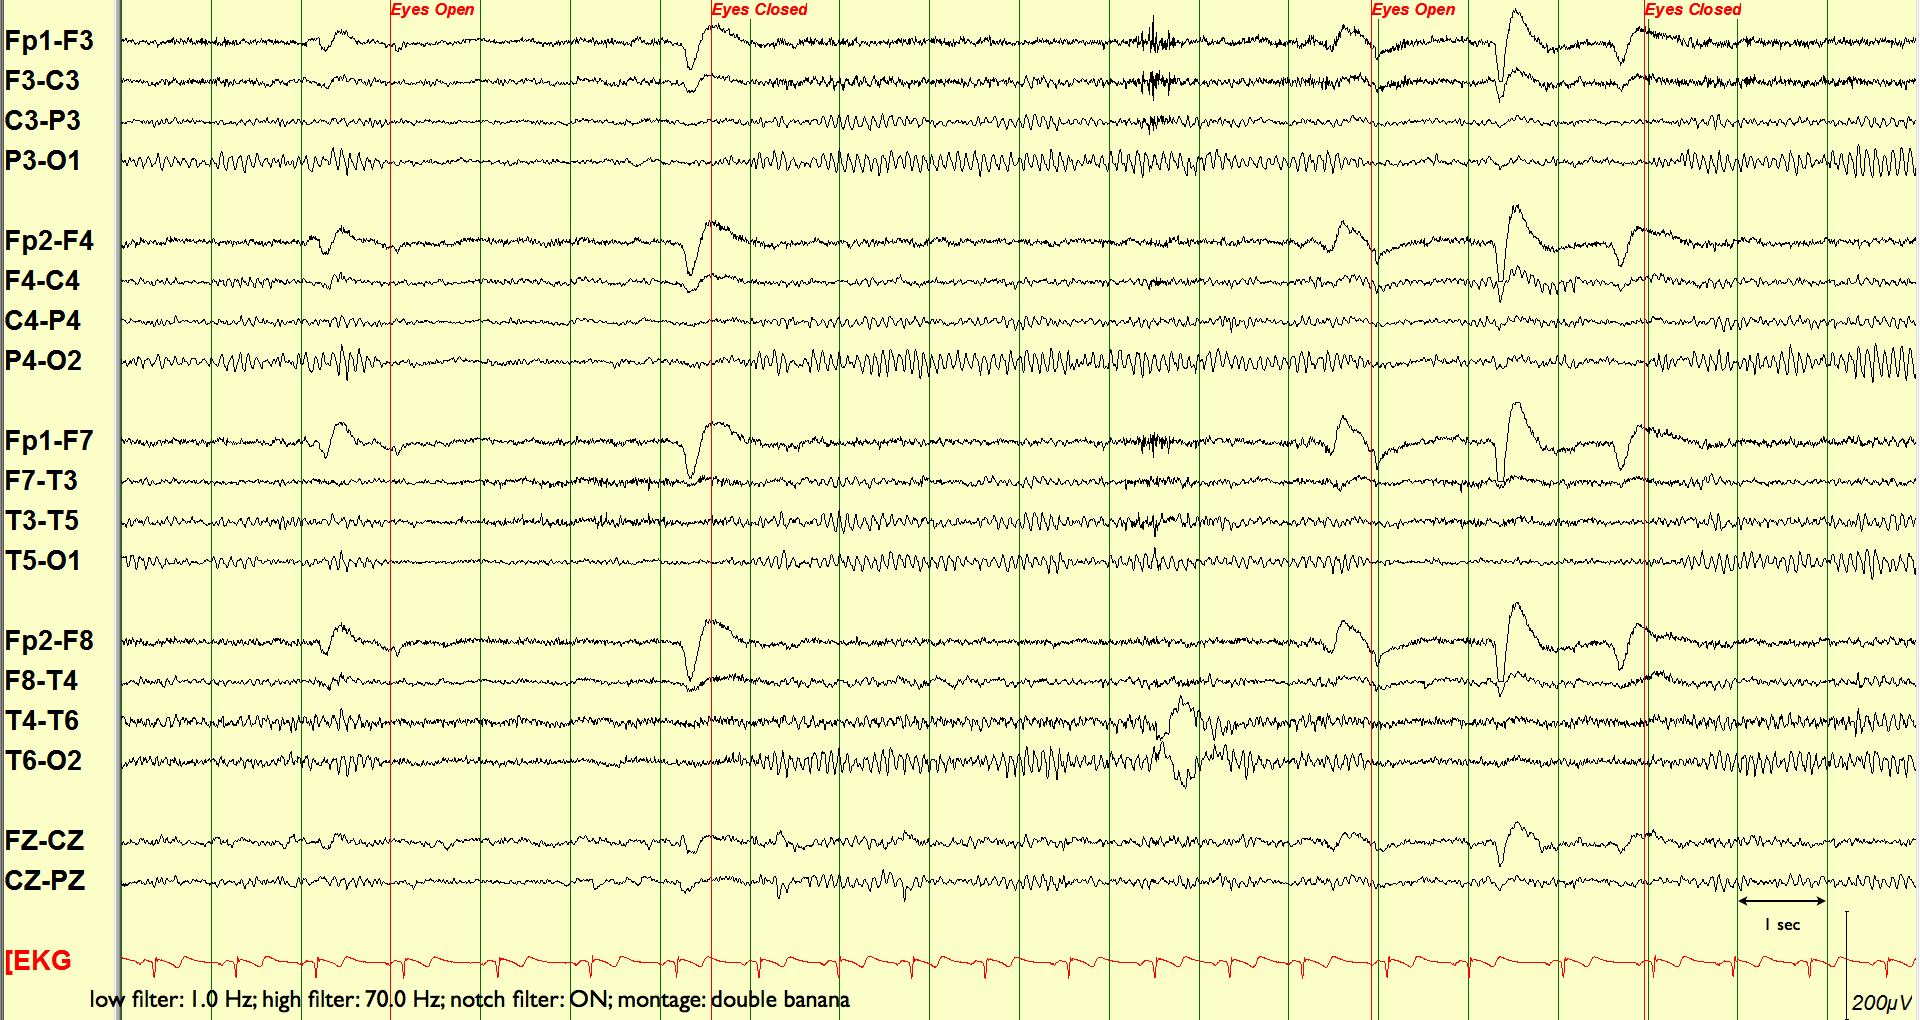 Eyes Open
Eyes Closed
Eyes Open
Eyes Closed
Fp1-F3
F3-C3
C3-P3
P3-O1
Fp2-F4
F4-C4
C4-P4
P4-O2
Fp1-F7
F7-T3
T3-T5
T5-O1
Fp2-F8
F8-T4
T4-T6
T6-O2
FZ-CZ
CZ-PZ
1 sec
[EKG
low filter: 1.0 Hz; high filter: 70.0 Hz; notch filter: ON; montage: double banana
200µV